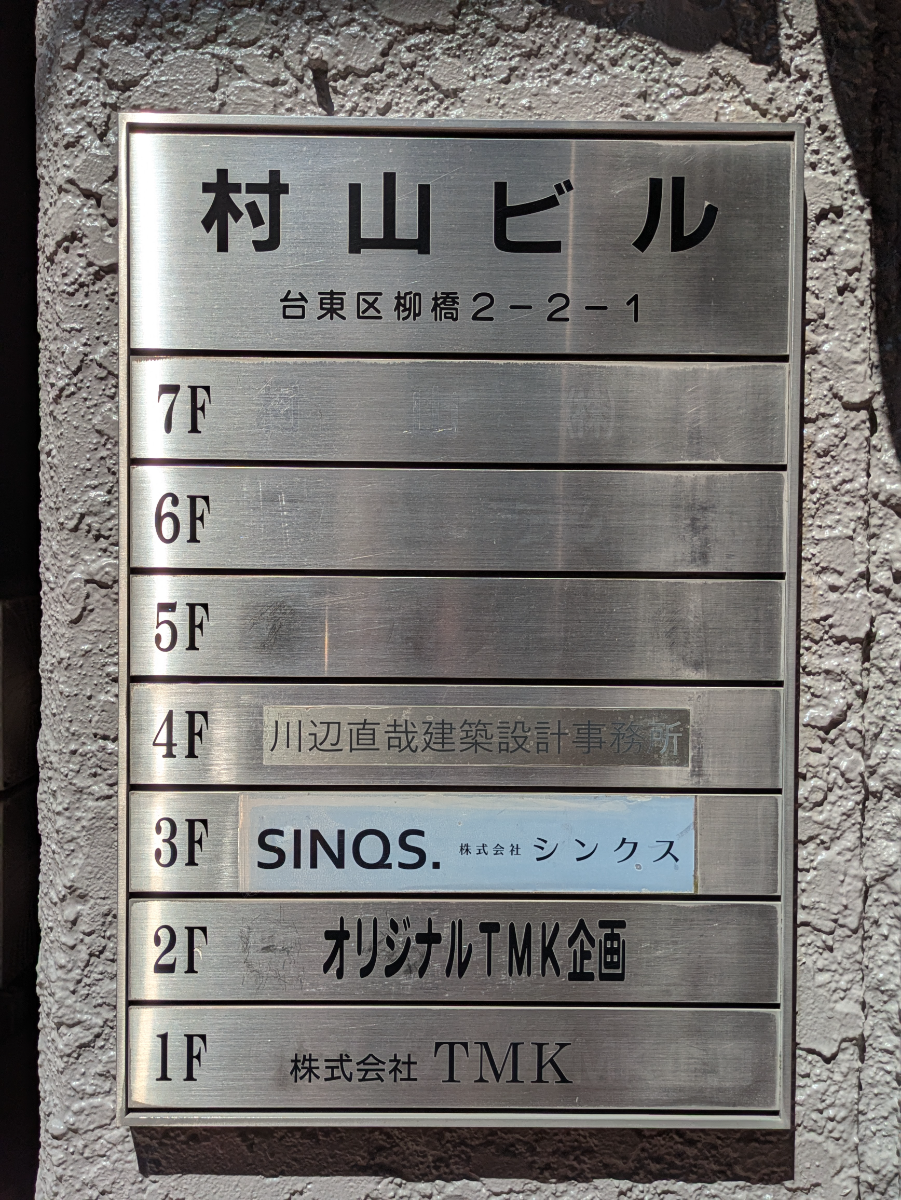 村山ビル
台東区柳橋2-2-1
7F
6F
5F
4F 川辺直哉建築設計事務所
3F SINQS. 株式会社 シンクス
2F オリジナルTMK企画
1F 株式会社 TMK